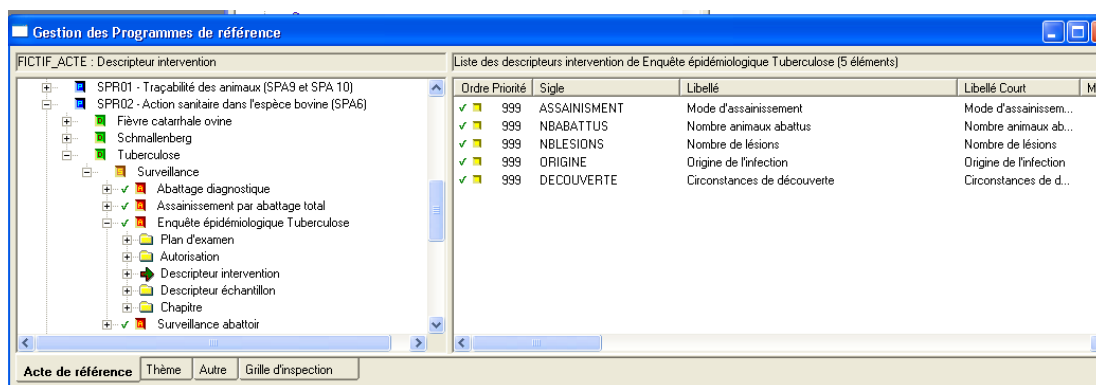 Gestion des Programmes de référence
FICTIF_ACTE : Descripteur intervention
SPR01 - Traçabilité des animaux (SPA9 et SPA 10)
SPR02 - Action sanitaire dans l'espèce bovine (SPA6)
Fièvre catarrhale ovine
Schmallenberg
Tuberculose
Surveillance
Abattage diagnostique
Assainissement par abattage total
Enquête épidémiologique Tuberculose
Plan d'examen
Autorisation
Descripteur intervention
Descripteur échantillon
Chapitre
Surveillance abattoir
Liste des descripteurs intervention de Enquête épidémiologique Tuberculose (5 éléments)
Ordre Priorité Sigle Libellé Libellé Court M
999 ASSAINISMENT Mode d'assainissement Mode d'assainissem...
999 NBABATTUS Nombre animaux abattus Nombre animaux ab...
999 NBLESIONS Nombre de lésions Nombre de lésions
999 ORIGINE Origine de l'infection Origine de l'infection
999 DECOUVERTE Circonstances de découverte Circonstances de d...
Acte de référence Thème Autre Grille d'inspection